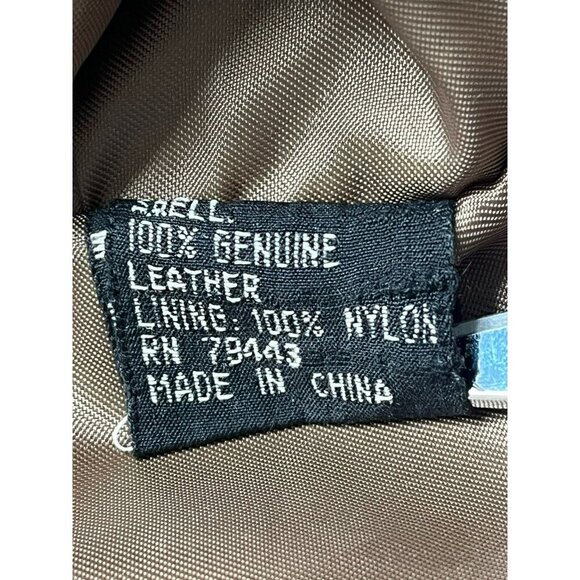 SHELL:
100% GENUINE
LEATHER
LINING: 100% NYLON
RN 79443
MADE IN CHINA